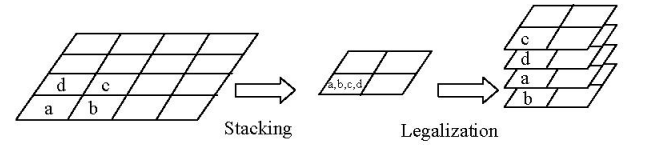 d c
a b
Stacking
a,b,c,d
Legalization
c
d
a
b